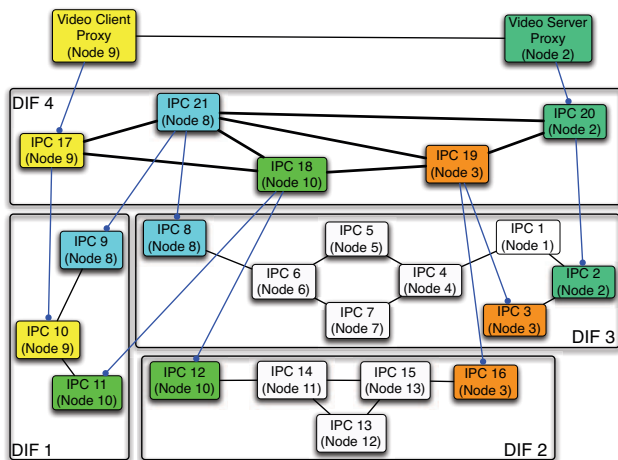 Video Client
Proxy
(Node 9)
Video Server
Proxy
(Node 2)
DIF 4
IPC 21
(Node 8)
IPC 20
(Node 2)
IPC 17
(Node 9)
IPC 19
(Node 3)
IPC 18
(Node 10)
IPC 9
(Node 8)
IPC 10
(Node 9)
IPC 11
(Node 10)
DIF 1
IPC 8
(Node 8)
IPC 5
(Node 5)
IPC 1
(Node 1)
IPC 6
(Node 6)
IPC 4
(Node 4)
IPC 2
(Node 2)
IPC 7
(Node 7)
IPC 3
(Node 3)
DIF 3
IPC 12
(Node 10)
IPC 14
(Node 11)
IPC 15
(Node 13)
IPC 16
(Node 3)
IPC 13
(Node 12)
DIF 2